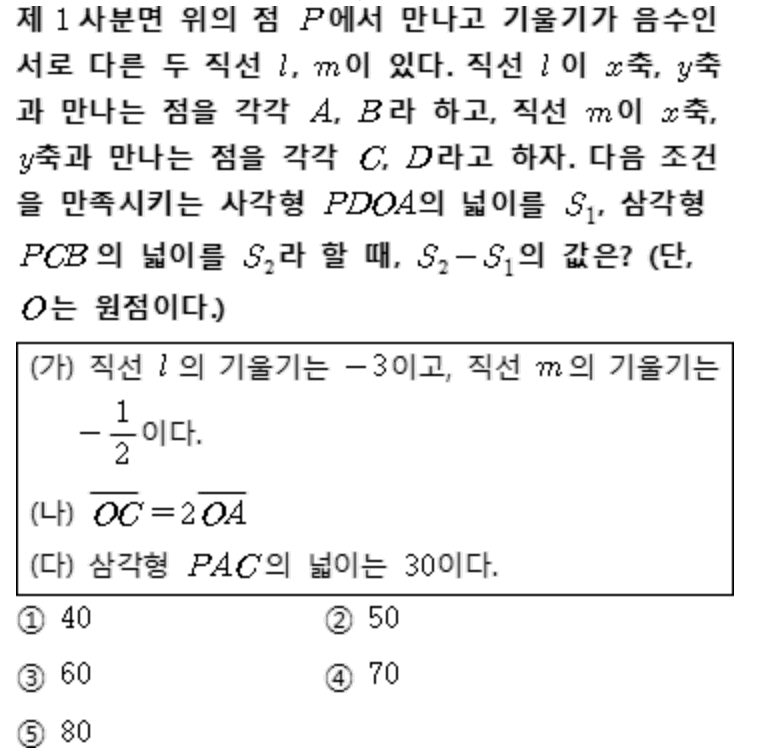 제 1 사분면 위의 점 P에서 만나고 기울기가 음수인
서로 다른 두 직선 l, m이 있다. 직선 l 이 x축, y축
과 만나는 점을 각각 A, B라 하고, 직선 m이 x축,
y축과 만나는 점을 각각 C, D라고 하자. 다음 조건
을 만족시키는 사각형 PDOA의 넓이를 S₁, 삼각형
PCB의 넓이를 S₂라 할 때, S₂-S₁의 값은? (단,
O는 원점이다.)
(가) 직선 l 의 기울기는 -3이고, 직선 m의 기울기는
-1/2이다.
(나) \overline{OC}=2\overline{OA}
(다) 삼각형 PAC의 넓이는 30이다.
① 40 ② 50
③ 60 ④ 70
⑤ 80